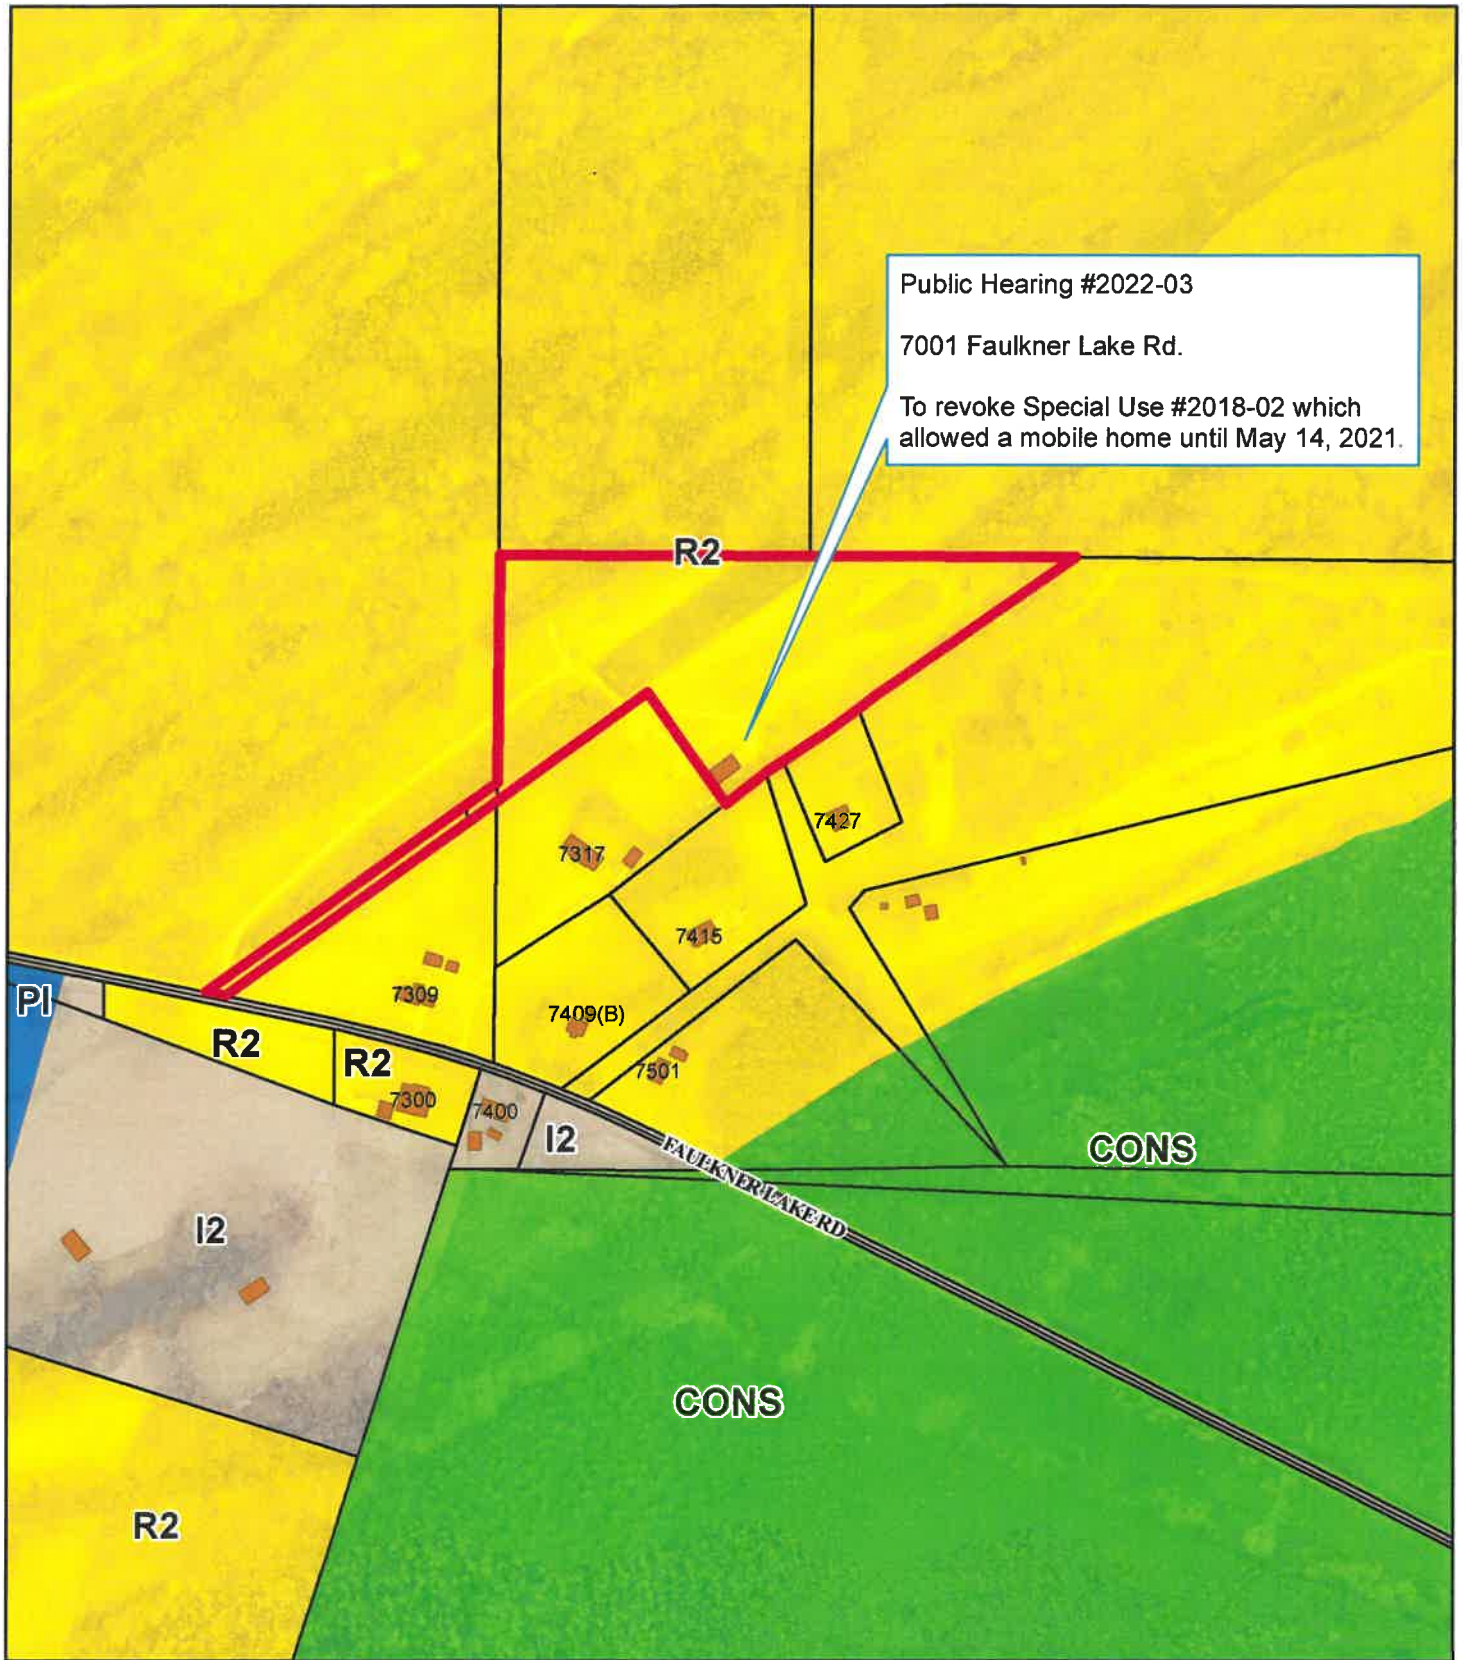 Public Hearing #2022-03
7001 Faulkner Lake Rd.
To revoke Special Use #2018-02 which
allowed a mobile home until May 14, 2021.
R2
7427
7317
7415
7309
7409(B)
PI
R2
R2
7501
7300
7400
I2
CONS
FAULKNER LAKE RD
I2
CONS
R2